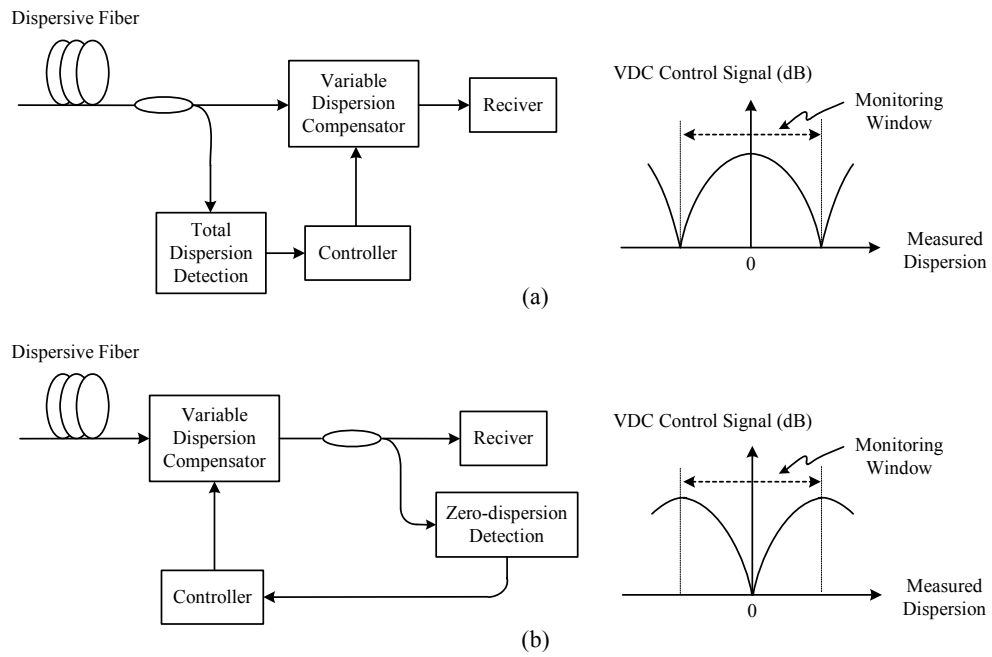 Dispersive Fiber
Variable
Dispersion
Compensator
Reciver
Total
Dispersion
Detection
Controller
VDC Control Signal (dB)
Monitoring
Window
Measured
Dispersion
0
(a)
Dispersive Fiber
Variable
Dispersion
Compensator
Reciver
Zero-dispersion
Detection
Controller
VDC Control Signal (dB)
Monitoring
Window
Measured
Dispersion
0
(b)